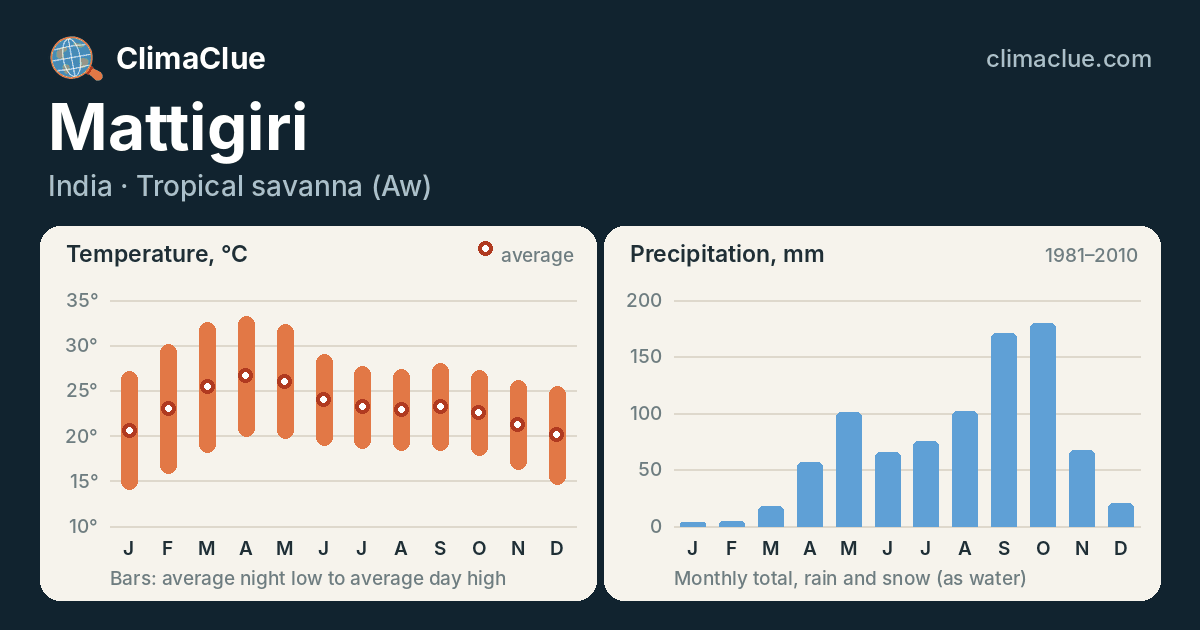 ClimaClue
climaclue.com
Mattigiri
India · Tropical savanna (Aw)
Temperature, °C
average
35°
30°
25°
20°
15°
10°
J F M A M J J A S O N D
Bars: average night low to average day high
Precipitation, mm
1981–2010
200
150
100
50
0
J F M A M J J A S O N D
Monthly total, rain and snow (as water)